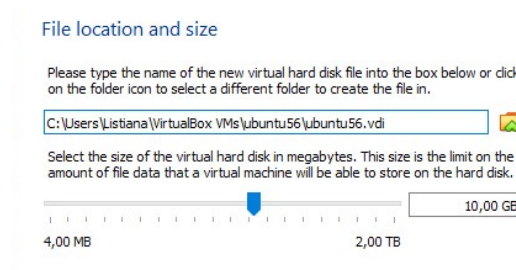 File location and size
Please type the name of the new virtual hard disk file into the box below or click
on the folder icon to select a different folder to create the file in.
C:\Users\Listiana\VirtualBox VMs\ubuntu56\ubuntu56.vdi
Select the size of the virtual hard disk in megabytes. This size is the limit on the
amount of file data that a virtual machine will be able to store on the hard disk.
10,00 GB
4,00 MB
2,00 TB